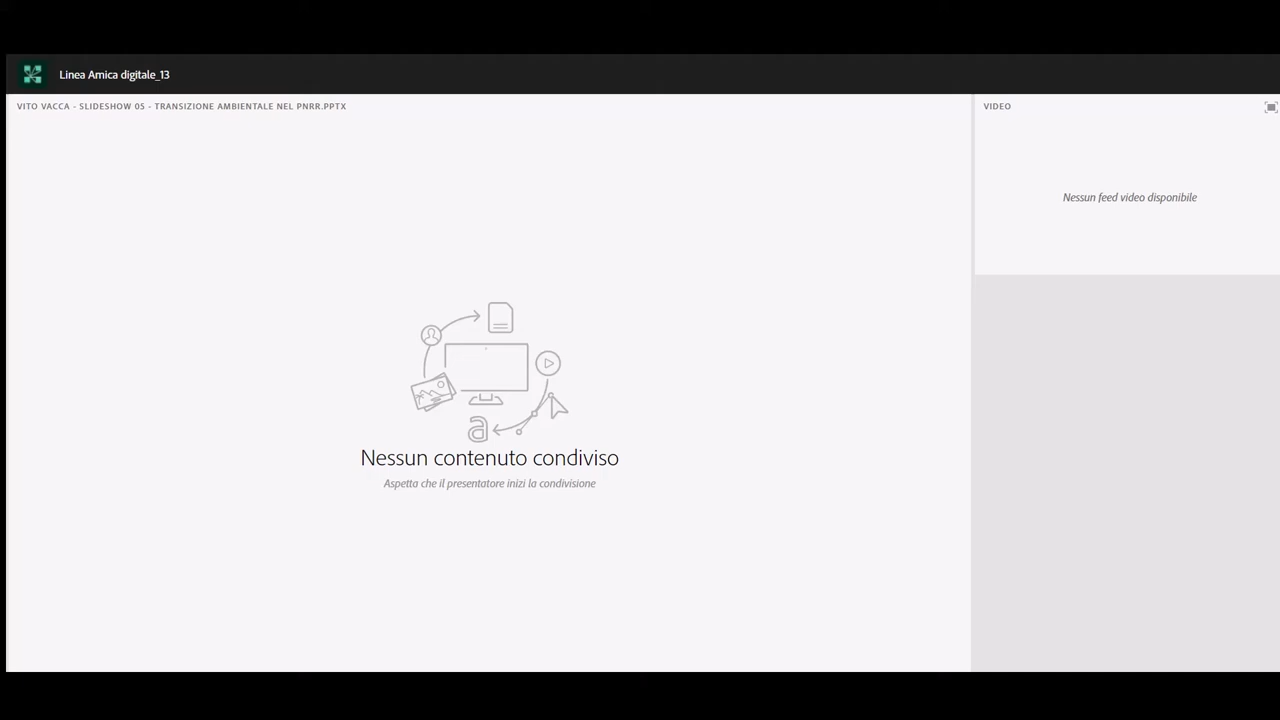 Linea Amica digitale_13
VITO VACCA - SLIDESHOW 05 - TRANSIZIONE AMBIENTALE NEL PNRR.PPTX
VIDEO
Nessun feed video disponibile
a
Nessun contenuto condiviso
Aspetta che il presentatore inizi la condivisione